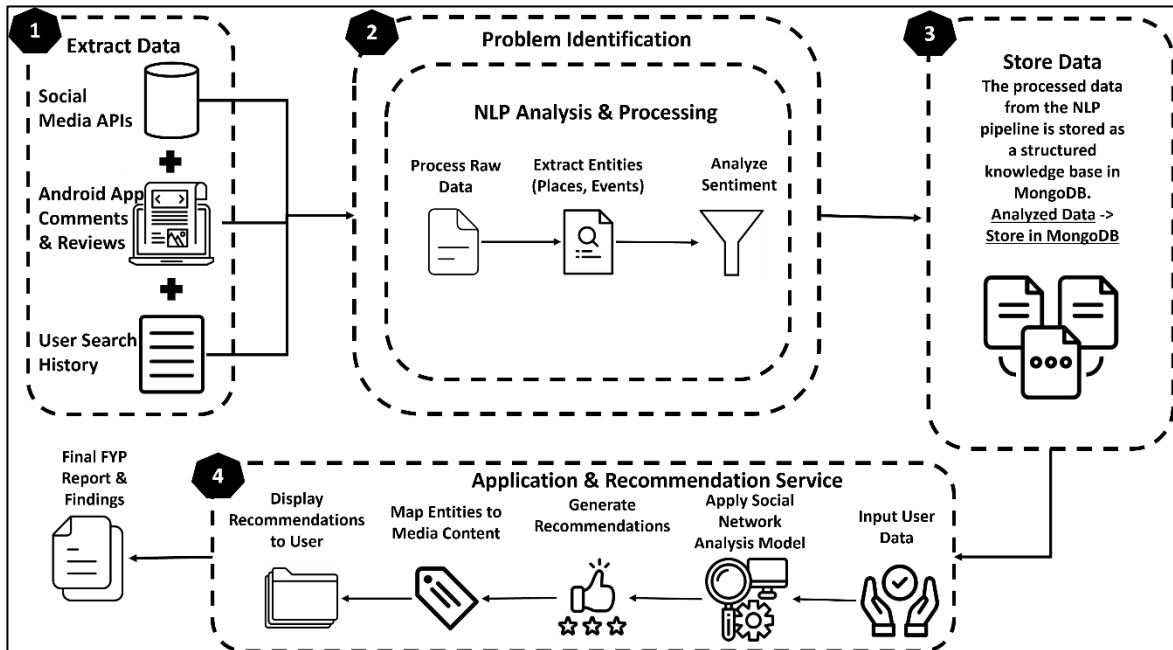 1
Extract Data
Social
Media APIs
Android App
Comments
& Reviews
User Search
History
2
Problem Identification
NLP Analysis & Processing
Process Raw
Data
Extract Entities
(Places, Events)
Analyze
Sentiment
3
Store Data
The processed data
from the NLP
pipeline is stored as
a structured
knowledge base in
MongoDB.
Analyzed Data ->
Store in MongoDB
4
Application & Recommendation Service
Input User
Data
Apply Social
Network
Analysis Model
Generate
Recommendations
Map Entities to
Media Content
Display
Recommendations
to User
Final FYP
Report &
Findings